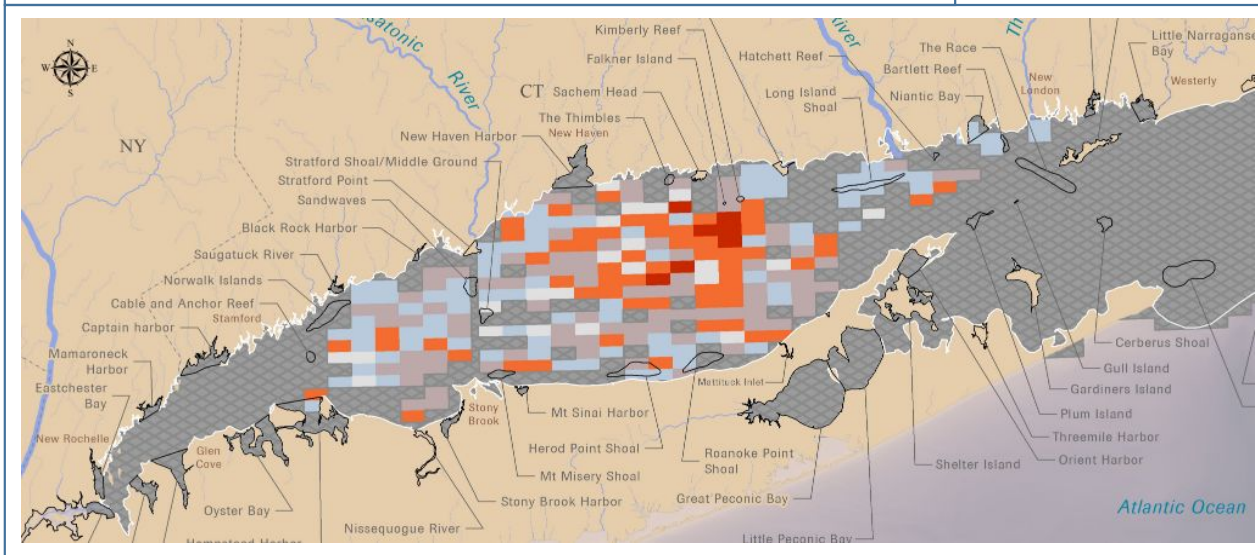 N
W
E
S
NY
CT
satonic
River
River
Th
Kimberly Reef
Falkner Island
Sachem Head
The Thimbles
New Haven
New Haven Harbor
Stratford Shoal/Middle Ground
Stratford Point
Sandwaves
Black Rock Harbor
Saugatuck River
Norwalk Islands
Cable and Anchor Reef
Stamford
Captain harbor
Mamaroneck
Harbor
Eastchester
Bay
New Rochelle
Glen
Cove
Oyster Bay
Hempstead Harbor
Nissequogue River
Stony Brook Harbor
Stony
Brook
Mt Misery Shoal
Mt Sinai Harbor
Herod Point Shoal
Roanoke Point
Shoal
Mattituck Inlet
Great Peconic Bay
Little Peconic Bay
Shelter Island
Orient Harbor
Threemile Harbor
Plum Island
Gardiners Island
Gull Island
Cerberus Shoal
Hatchett Reef
Long Island
Shoal
The Race
Bartlett Reef
Niantic Bay
New
London
Little Narraganse
Bay
Westerly
Atlantic Ocean